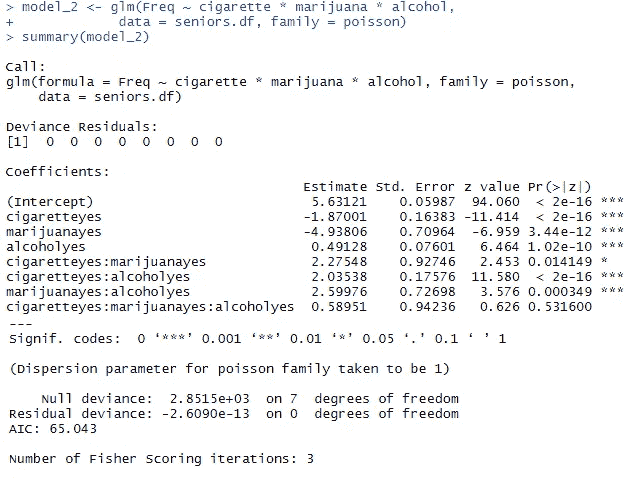 > model_2 <- glm(Freq ~ cigarette * marijuana * alcohol,
+             data = seniors.df, family = poisson)
> summary(model_2)

Call:
glm(formula = Freq ~ cigarette * marijuana * alcohol, family = poisson,
    data = seniors.df)

Deviance Residuals:
[1]  0  0  0  0  0  0  0  0

Coefficients:
                                    Estimate Std. Error z value Pr(>|z|)
(Intercept)                          5.63121    0.05987  94.060  < 2e-16 ***
cigaretteyes                        -1.87001    0.16383 -11.414  < 2e-16 ***
marijuanayes                        -4.93806    0.70964  -6.959 3.44e-12 ***
alcoholyes                           0.49128    0.07601   6.464 1.02e-10 ***
cigaretteyes:marijuanayes            2.27548    0.92746   2.453 0.014149 *
cigaretteyes:alcoholyes              2.03538    0.17576  11.580  < 2e-16 ***
marijuanayes:alcoholyes              2.59976    0.72698   3.576 0.000349 ***
cigaretteyes:marijuanayes:alcoholyes 0.58951    0.94236   0.626 0.531600
---
Signif. codes:  0 ‘***’ 0.001 ‘**’ 0.01 ‘*’ 0.05 ‘.’ 0.1 ‘ ’ 1

(Dispersion parameter for poisson family taken to be 1)

    Null deviance:  2.8515e+03  on 7  degrees of freedom
Residual deviance: -2.6090e-13  on 0  degrees of freedom
AIC: 65.043

Number of Fisher Scoring iterations: 3